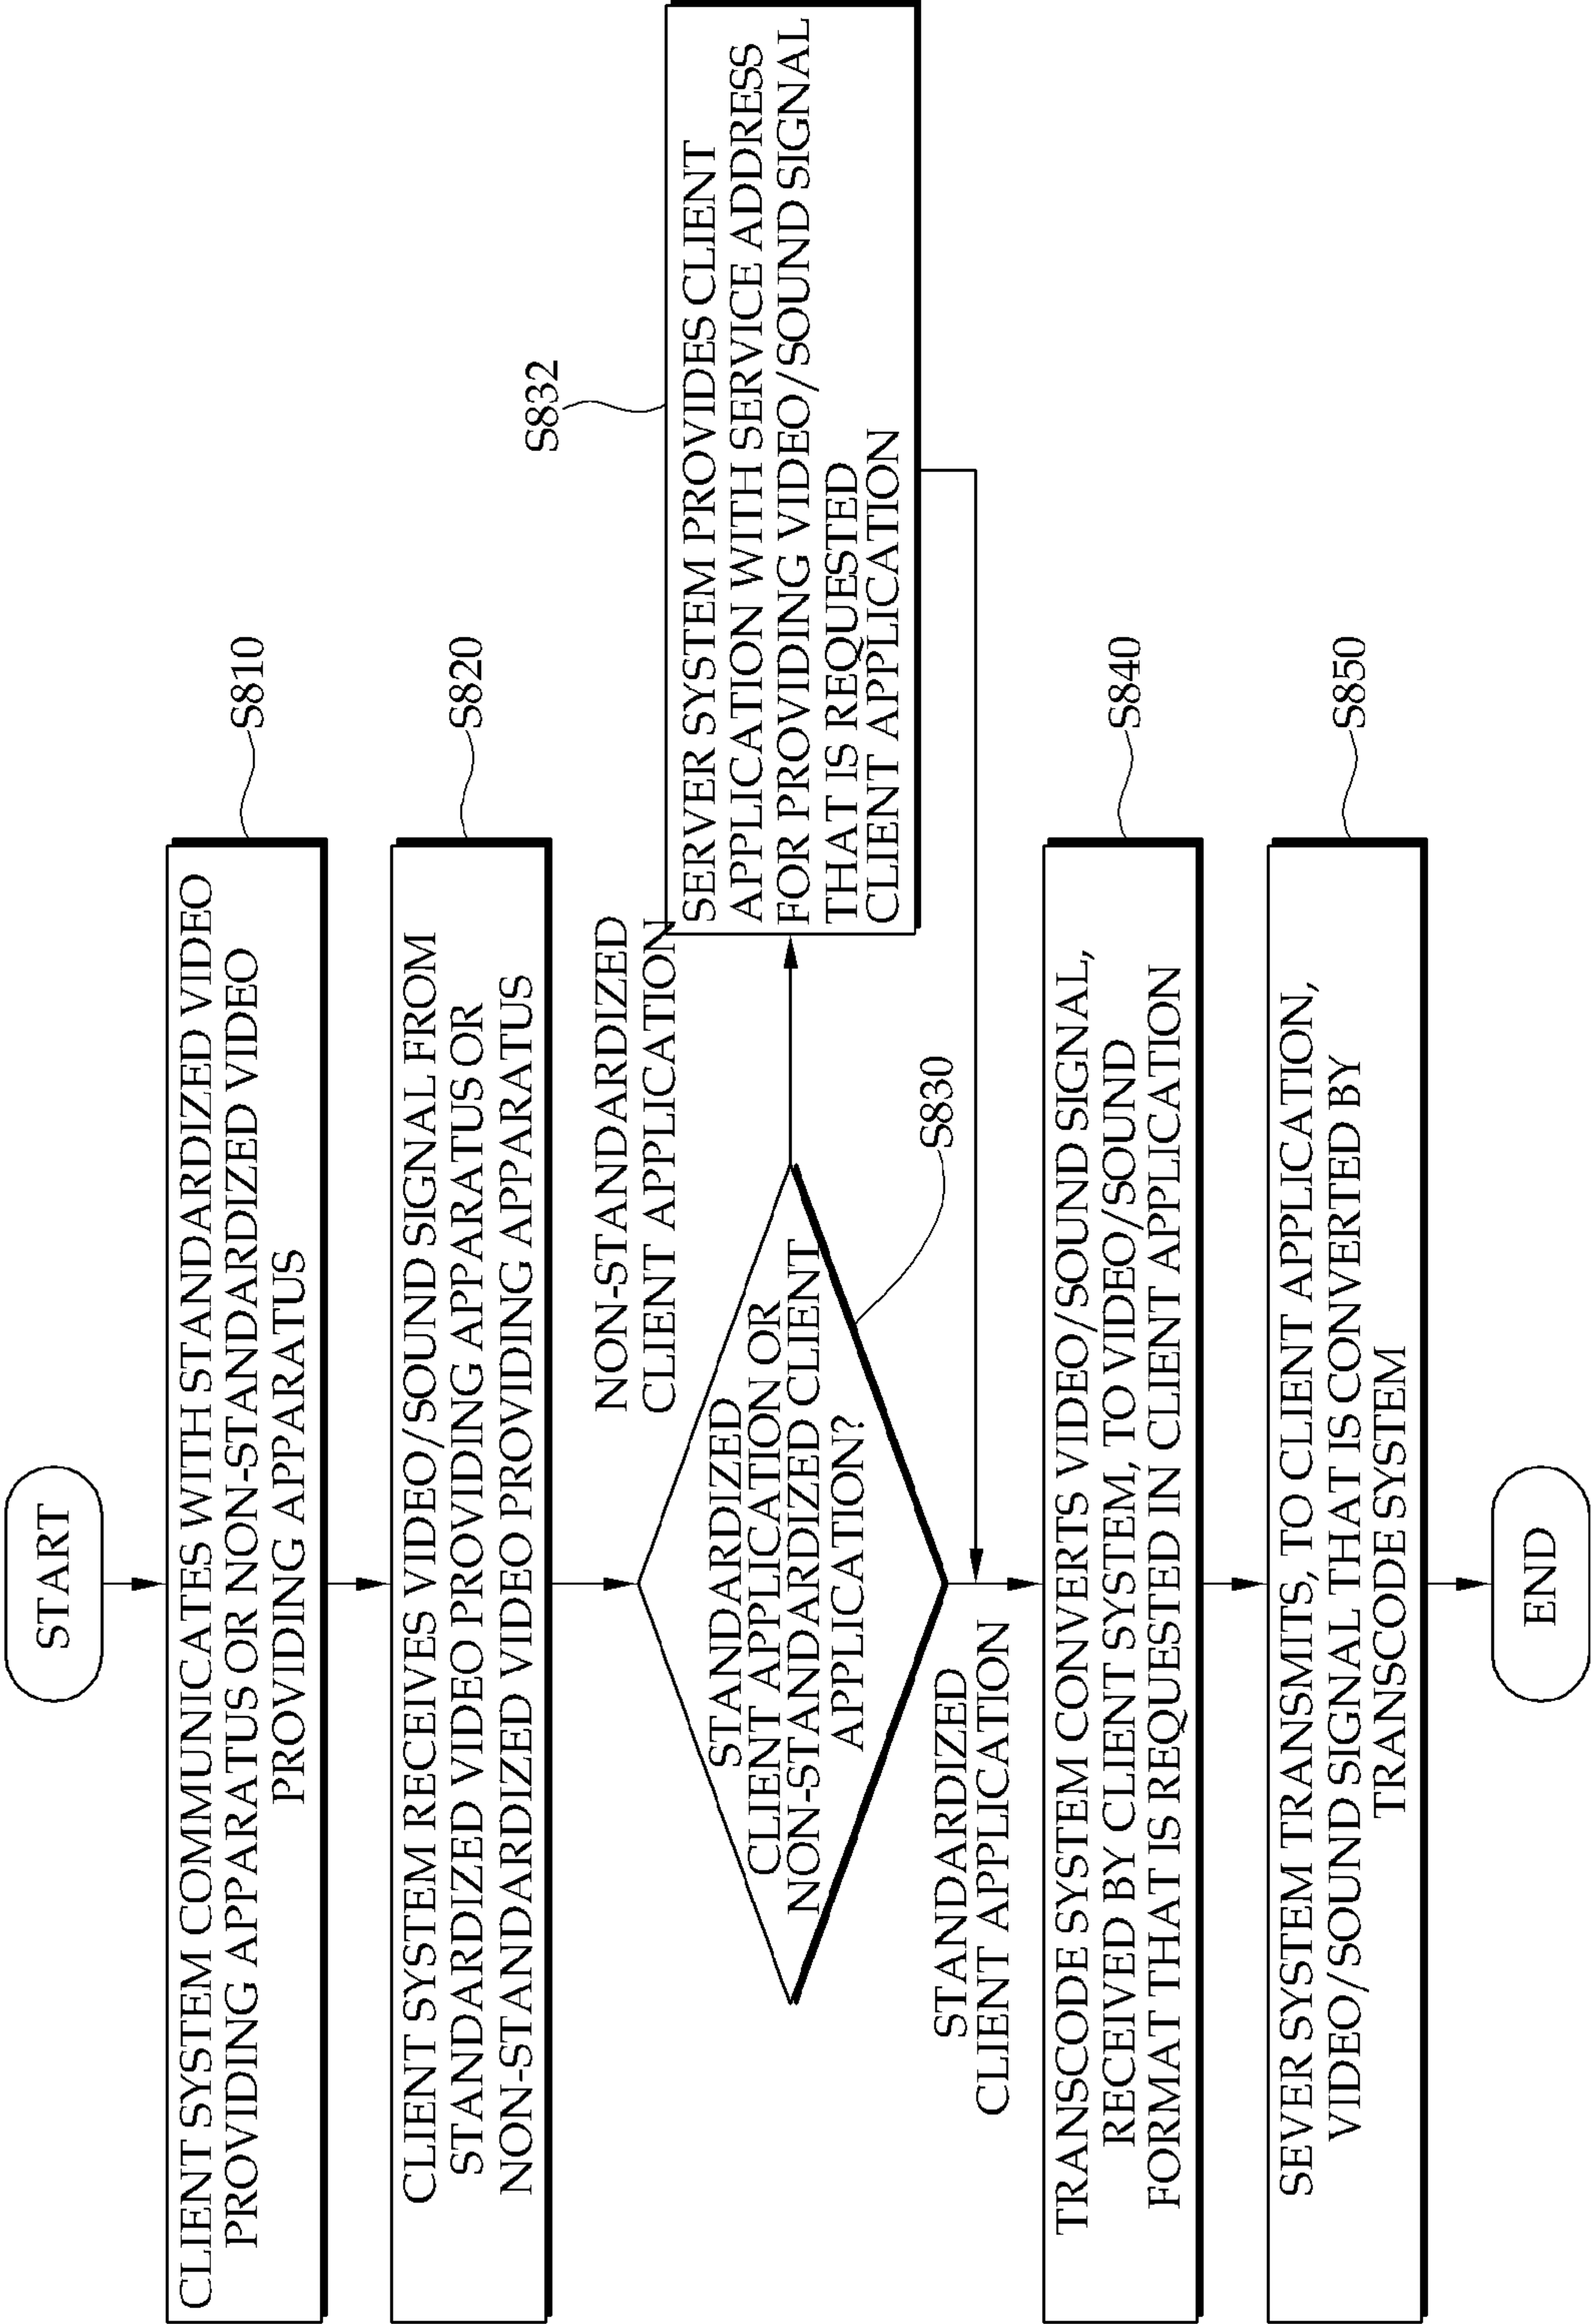 START
CLIENT SYSTEM COMMUNICATES WITH STANDARDIZED VIDEO
PROVIDING APPARATUS OR NON-STANDARDIZED VIDEO
PROVIDING APPARATUS
S810
CLIENT SYSTEM RECEIVES VIDEO/SOUND SIGNAL FROM
STANDARDIZED VIDEO PROVIDING APPARATUS OR
NON-STANDARDIZED VIDEO PROVIDING APPARATUS
S820
STANDARDIZED
CLIENT APPLICATION OR
NON-STANDARDIZED CLIENT
APPLICATION?
S830
NON-STANDARDIZED
CLIENT APPLICATION
SERVER SYSTEM PROVIDES CLIENT
APPLICATION WITH SERVICE ADDRESS
FOR PROVIDING VIDEO/SOUND SIGNAL
THAT IS REQUESTED
CLIENT APPLICATION
S832
STANDARDIZED
CLIENT APPLICATION
TRANSCODE SYSTEM CONVERTS VIDEO/SOUND SIGNAL,
RECEIVED BY CLIENT SYSTEM, TO VIDEO/SOUND
FORMAT THAT IS REQUESTED IN CLIENT APPLICATION
S840
SEVER SYSTEM TRANSMITS, TO CLIENT APPLICATION,
VIDEO/SOUND SIGNAL THAT IS CONVERTED BY
TRANSCODE SYSTEM
S850
END